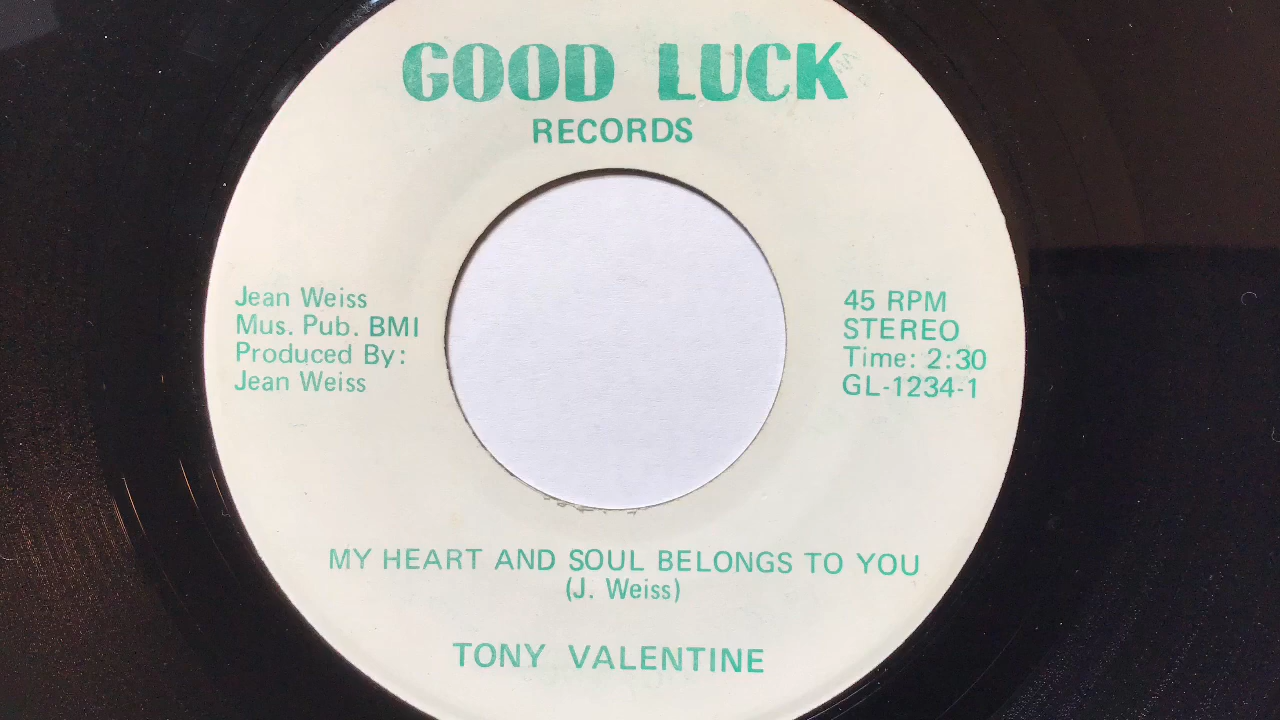 GOOD LUCK
RECORDS
Jean Weiss
Mus. Pub. BMI
Produced By:
Jean Weiss
45 RPM
STEREO
Time: 2:30
GL-1234-1
MY HEART AND SOUL BELONGS TO YOU
(J. Weiss)
TONY VALENTINE